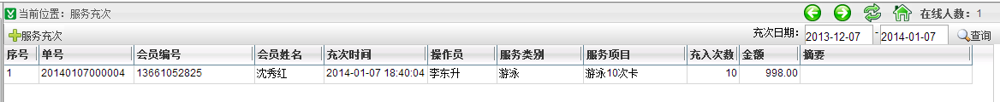 当前位置：服务充次 在线人数：1
服务充次 充次日期：2013-12-07 - 2014-01-07 查询
序号 单号 会员编号 会员姓名 充次时间 操作员 服务类别 服务项目 充入次数 金额 摘要
1 20140107000004 13661052825 沈秀红 2014-01-07 18:40:04 李东升 游泳 游泳10次卡 10 998.00